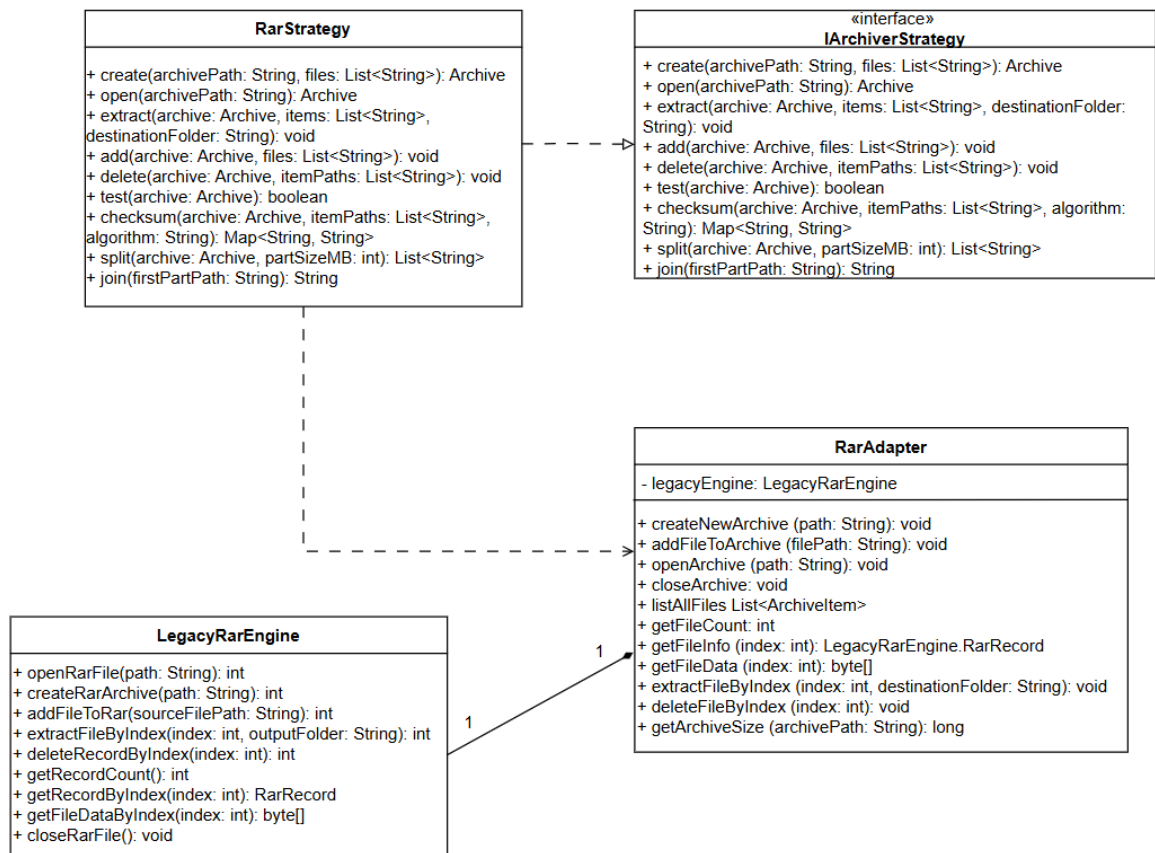 RarStrategy
+ create(archivePath: String, files: List<String>): Archive
+ open(archivePath: String): Archive
+ extract(archive: Archive, items: List<String>,
destinationFolder: String): void
+ add(archive: Archive, files: List<String>): void
+ delete(archive: Archive, itemPaths: List<String>): void
+ test(archive: Archive): boolean
+ checksum(archive: Archive, itemPaths: List<String>,
algorithm: String): Map<String, String>
+ split(archive: Archive, partSizeMB: int): List<String>
+ join(firstPartPath: String): String
«interface»
IArchiverStrategy
+ create(archivePath: String, files: List<String>): Archive
+ open(archivePath: String): Archive
+ extract(archive: Archive, items: List<String>, destinationFolder:
String): void
+ add(archive: Archive, files: List<String>): void
+ delete(archive: Archive, itemPaths: List<String>): void
+ test(archive: Archive): boolean
+ checksum(archive: Archive, itemPaths: List<String>, algorithm:
String): Map<String, String>
+ split(archive: Archive, partSizeMB: int): List<String>
+ join(firstPartPath: String): String
RarAdapter
- legacyEngine: LegacyRarEngine
+ createNewArchive (path: String): void
+ addFileToArchive (filePath: String): void
+ openArchive (path: String): void
+ closeArchive: void
+ listAllFiles List<ArchiveItem>
+ getFileCount: int
+ getFileInfo (index: int): LegacyRarEngine.RarRecord
+ getFileData (index: int): byte[]
+ extractFileByIndex (index: int, destinationFolder: String): void
+ deleteFileByIndex (index: int): void
+ getArchiveSize (archivePath: String): long
1
1
LegacyRarEngine
+ openRarFile(path: String): int
+ createRarArchive(path: String): int
+ addFileToRar(sourceFilePath: String): int
+ extractFileByIndex(index: int, outputFolder: String): int
+ deleteRecordByIndex(index: int): int
+ getRecordCount(): int
+ getRecordByIndex(index: int): RarRecord
+ getFileDataByIndex(index: int): byte[]
+ closeRarFile(): void